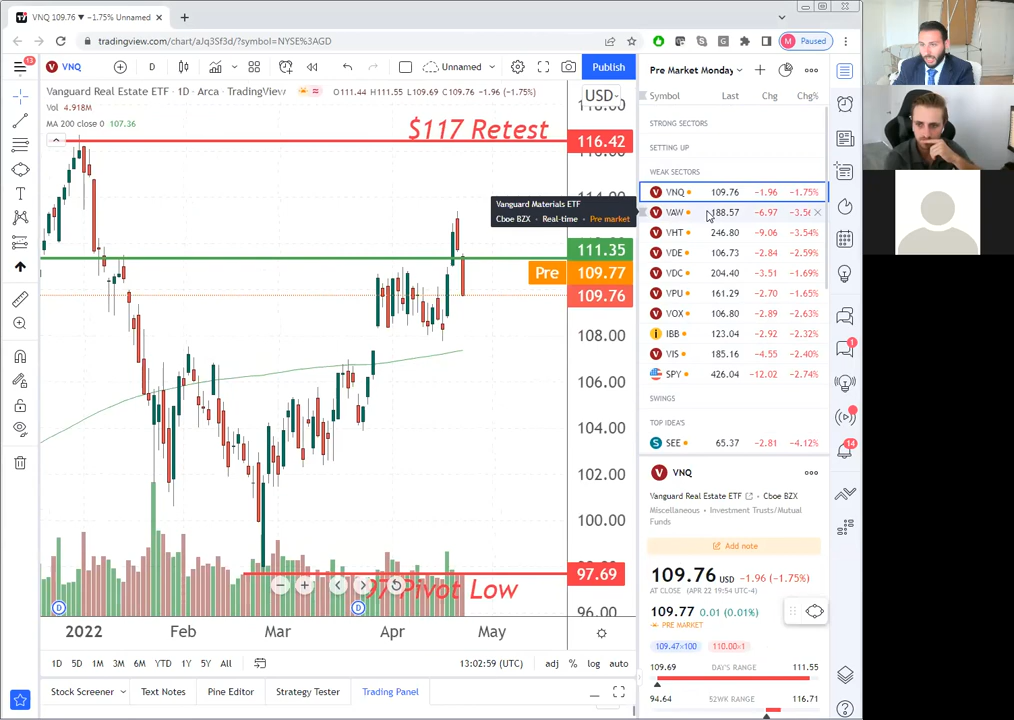 VNQ 109.76 ▼ −1.75% Unnamed
tradingview.com/chart/aJq3Sf3d/?symbol=NYSE%3AGD
M Paused
VNQ
D
Unnamed
Publish
Pre Market Monday
Vanguard Real Estate ETF · 1D · Arca · TradingView
O111.44 H111.55 L109.69 C109.76 −1.96 (−1.75%)
USD
Symbol Last Chg Chg%
Vol 4.918M
MA 200 close 0 107.36
$117 Retest
116.42
STRONG SECTORS
SETTING UP
WEAK SECTORS
VNQ 109.76 −1.96 −1.75%
Vanguard Materials ETF
Cboe BZX • Real-time • Pre market
VAW 188.57 −6.97 −3.56
VHT 246.80 −9.06 −3.54%
VDE 106.73 −2.84 −2.59%
VDC 204.40 −3.51 −1.69%
VPU 161.29 −2.70 −1.65%
VOX 106.80 −2.89 −2.63%
IBB 123.04 −2.92 −2.32%
VIS 185.16 −4.55 −2.40%
SPY 426.04 −12.02 −2.74%
SWINGS
TOP IDEA'S
SEE 65.37 −2.81 −4.12%
111.35
Pre 109.77
109.76
108.00
106.00
104.00
102.00
100.00
97.69
96.00
Pivot Low
D
D
2022 Feb Mar Apr May
1D 5D 1M 3M 6M YTD 1Y 5Y All
13:02:59 (UTC) adj % log auto
Stock Screener Text Notes Pine Editor Strategy Tester Trading Panel
VNQ
Vanguard Real Estate ETF • Cboe BZX
Miscellaneous • Investment Trusts/Mutual
Funds
Add note
109.76 USD −1.96 (−1.75%)
AT CLOSE (APR 22 19:54 UTC-4)
109.77 0.01 (0.01%)
PRE MARKET
109.47×100 110.00×1
109.69 DAY'S RANGE 111.55
94.64 52WK RANGE 116.71
1
14